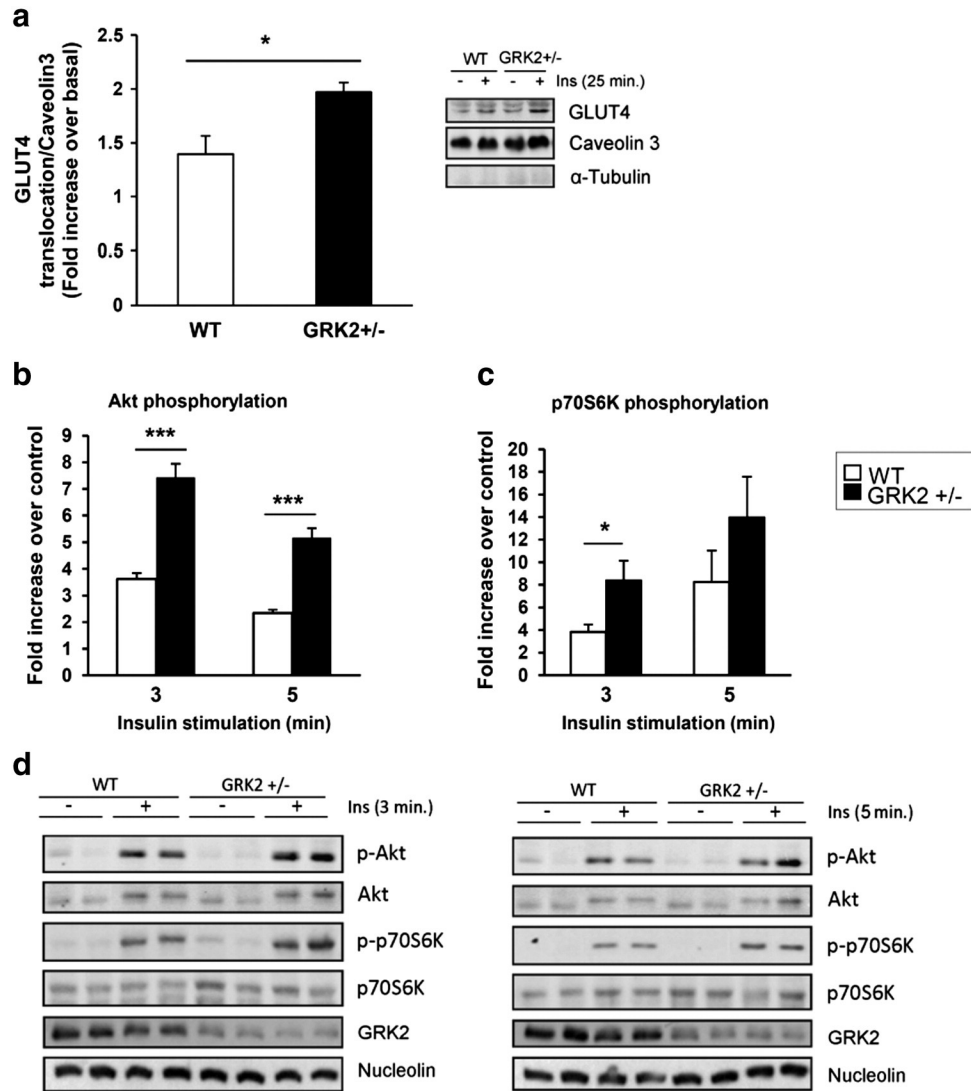 a
GLUT4
translocation/Caveolin3
(Fold increase over basal)
2.5
2
1.5
1
0.5
0
*
WT
GRK2+/-
WT GRK2+/-
- + - + Ins (25 min.)
GLUT4
Caveolin 3
α-Tubulin
b
Akt phosphorylation
Fold increase over control
9
8
7
6
5
4
3
2
1
0
***
***
3 5
Insulin stimulation (min)
c
p70S6K phosphorylation
Fold increase over control
20
18
16
14
12
10
8
6
4
2
0
*
3 5
Insulin stimulation (min)
WT
GRK2 +/-
d
WT GRK2 +/-
- + - + Ins (3 min.)
p-Akt
Akt
p-p70S6K
p70S6K
GRK2
Nucleolin
WT GRK2 +/-
- + - + Ins (5 min.)
p-Akt
Akt
p-p70S6K
p70S6K
GRK2
Nucleolin